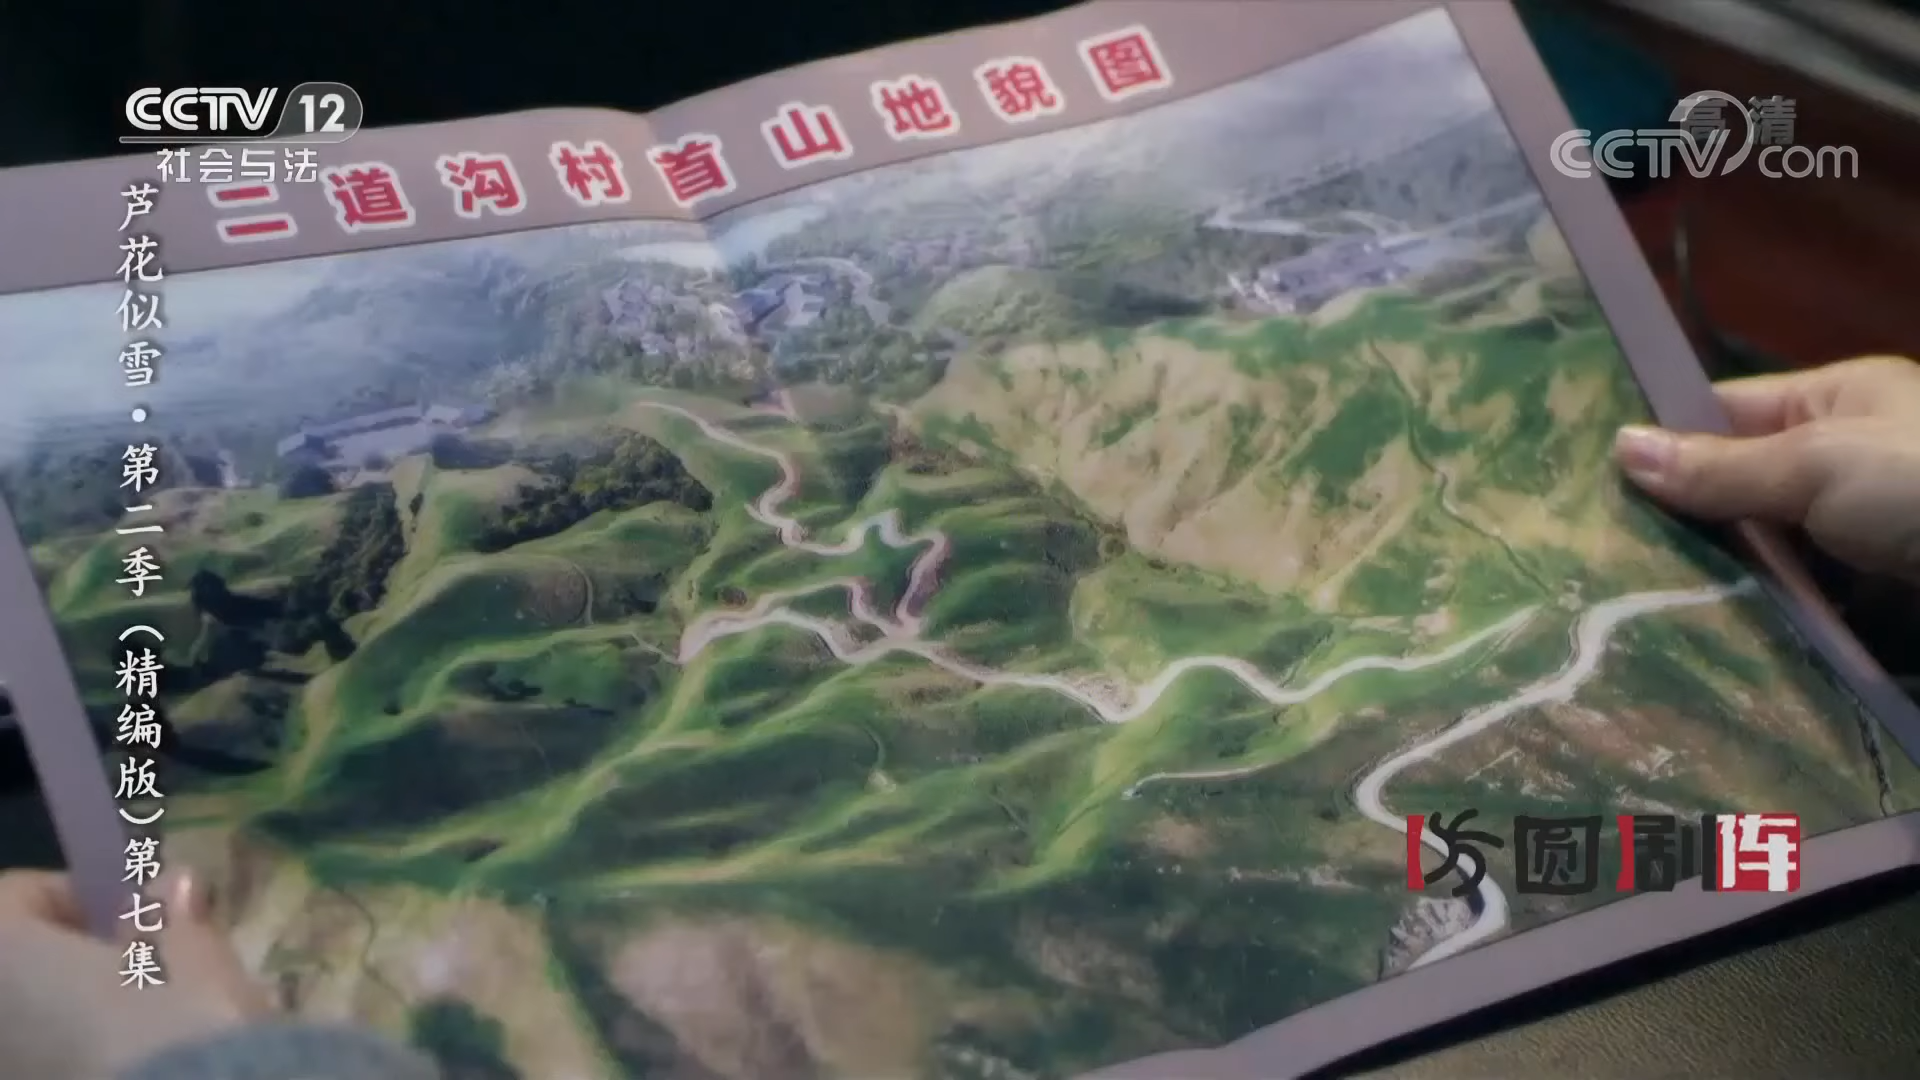 CCTV 12
社会与法
高清
CCTV.com
二道沟村首山地貌图
芦花似雪·第二季（精编版）第七集
方圆剧阵